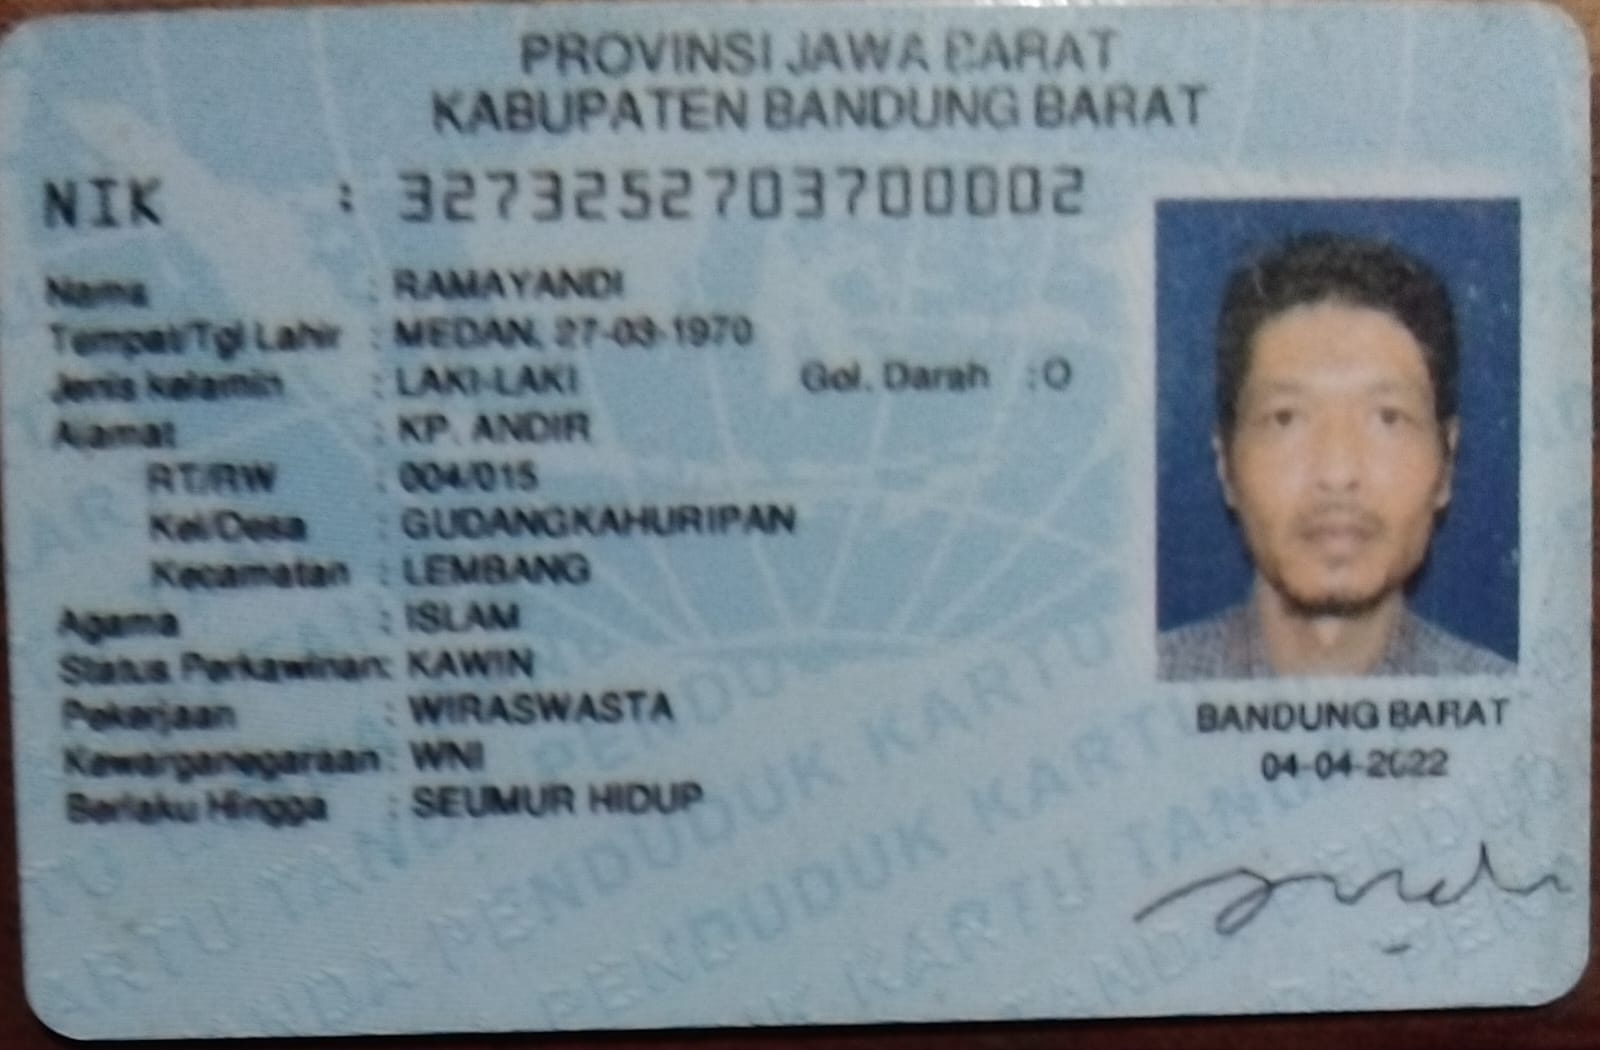 PROVINSI JAWA BARAT
KABUPATEN BANDUNG BARAT
NIK : 3273252703700002
Nama : RAMAYANDI
Tempat/Tgl Lahir : MEDAN, 27-03-1970
Jenis kelamin : LAKI-LAKI Gol. Darah : O
Alamat : KP. ANDIR
RT/RW : 004/015
Kel/Desa : GUDANGKAHURIPAN
Kecamatan : LEMBANG
Agama : ISLAM
Status Perkawinan: KAWIN
Pekerjaan : WIRASWASTA
Kewarganegaraan : WNI
Berlaku Hingga : SEUMUR HIDUP
BANDUNG BARAT
04-04-2022